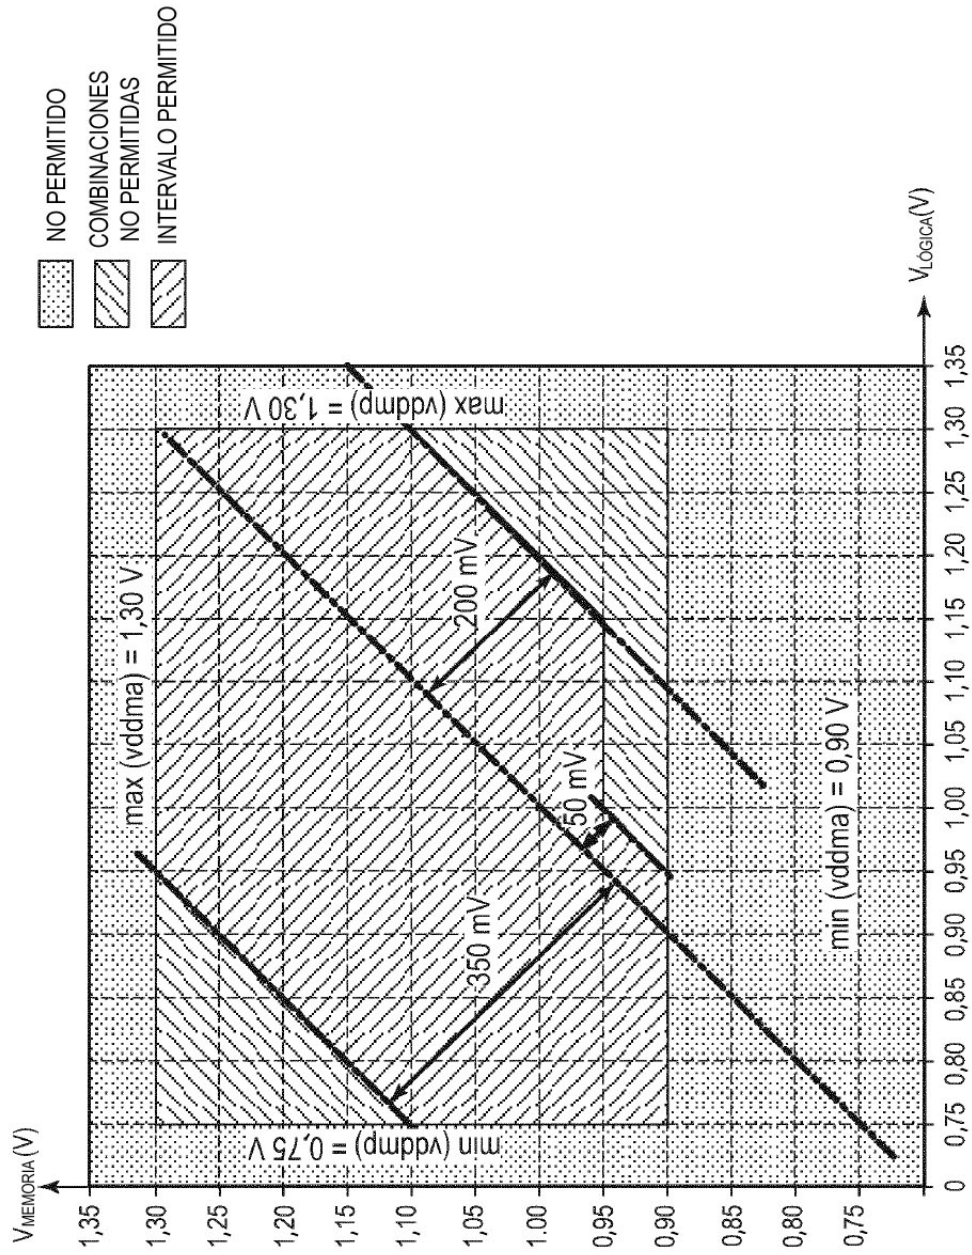 NO PERMITIDO
COMBINACIONES
NO PERMITIDAS
INTERVALO PERMITIDO
VMEMORIA (V)
1,35
1,30
1,25
1,20
1,15
1,10
1,05
1.00
0,95
0,90
0,85
0,80
0,75
max (vddma) = 1,30 V
min (vddmp) = 0,75 V
max (vddmp) = 1,30 V
350 mV
50 mV
200 mV
min (vddma) = 0,90 V
0
0,75
0,80
0,85
0,90
0,95
1,00
1,05
1,10
1,15
1,20
1,25
1,30
1,35
VLÓGICA(V)